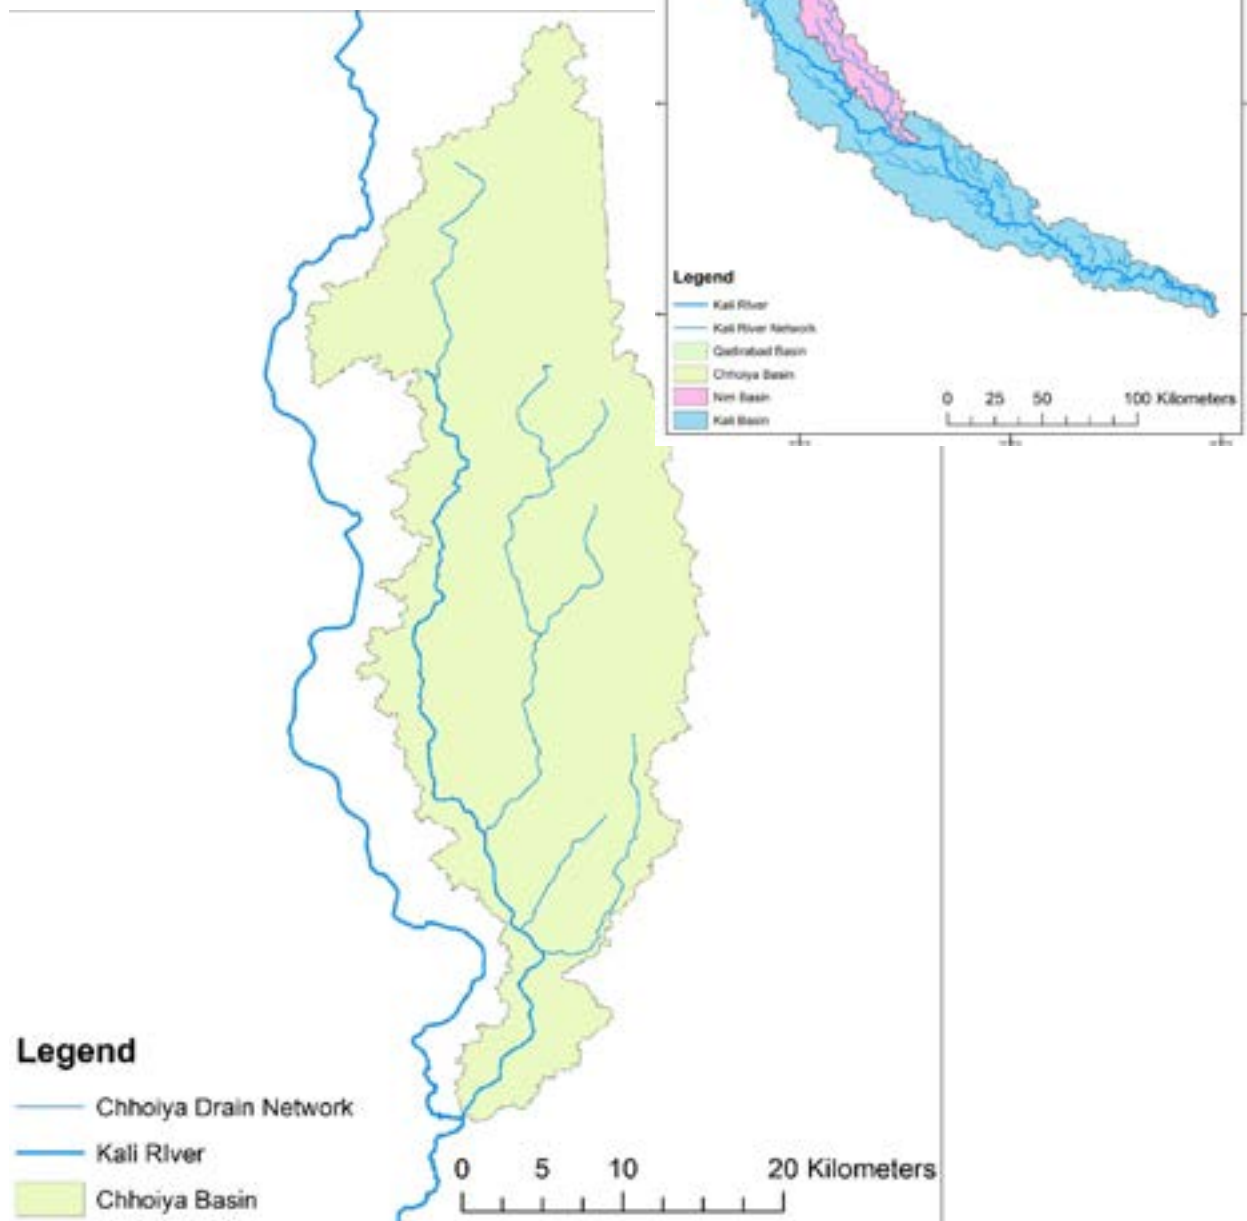 Legend
Kali River
Kali River Network
Qadirabad Basin
Chhoiya Basin
Nim Basin
Kali Basin
0 25 50 100 Kilometers
Legend
Chhoiya Drain Network
Kali RIver
Chhoiya Basin
0 5 10 20 Kilometers